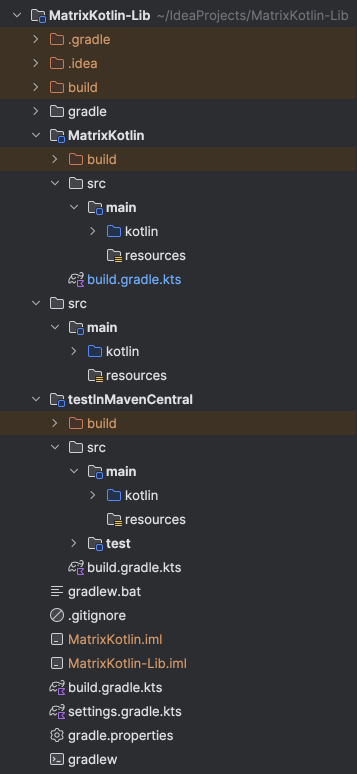 MatrixKotlin-Lib ~/IdeaProjects/MatrixKotlin-Lib
.gradle
.idea
build
gradle
MatrixKotlin
build
src
main
kotlin
resources
build.gradle.kts
src
main
kotlin
resources
testInMavenCentral
build
src
main
kotlin
resources
test
build.gradle.kts
gradlew.bat
.gitignore
MatrixKotlin.iml
MatrixKotlin-Lib.iml
build.gradle.kts
settings.gradle.kts
gradle.properties
gradlew